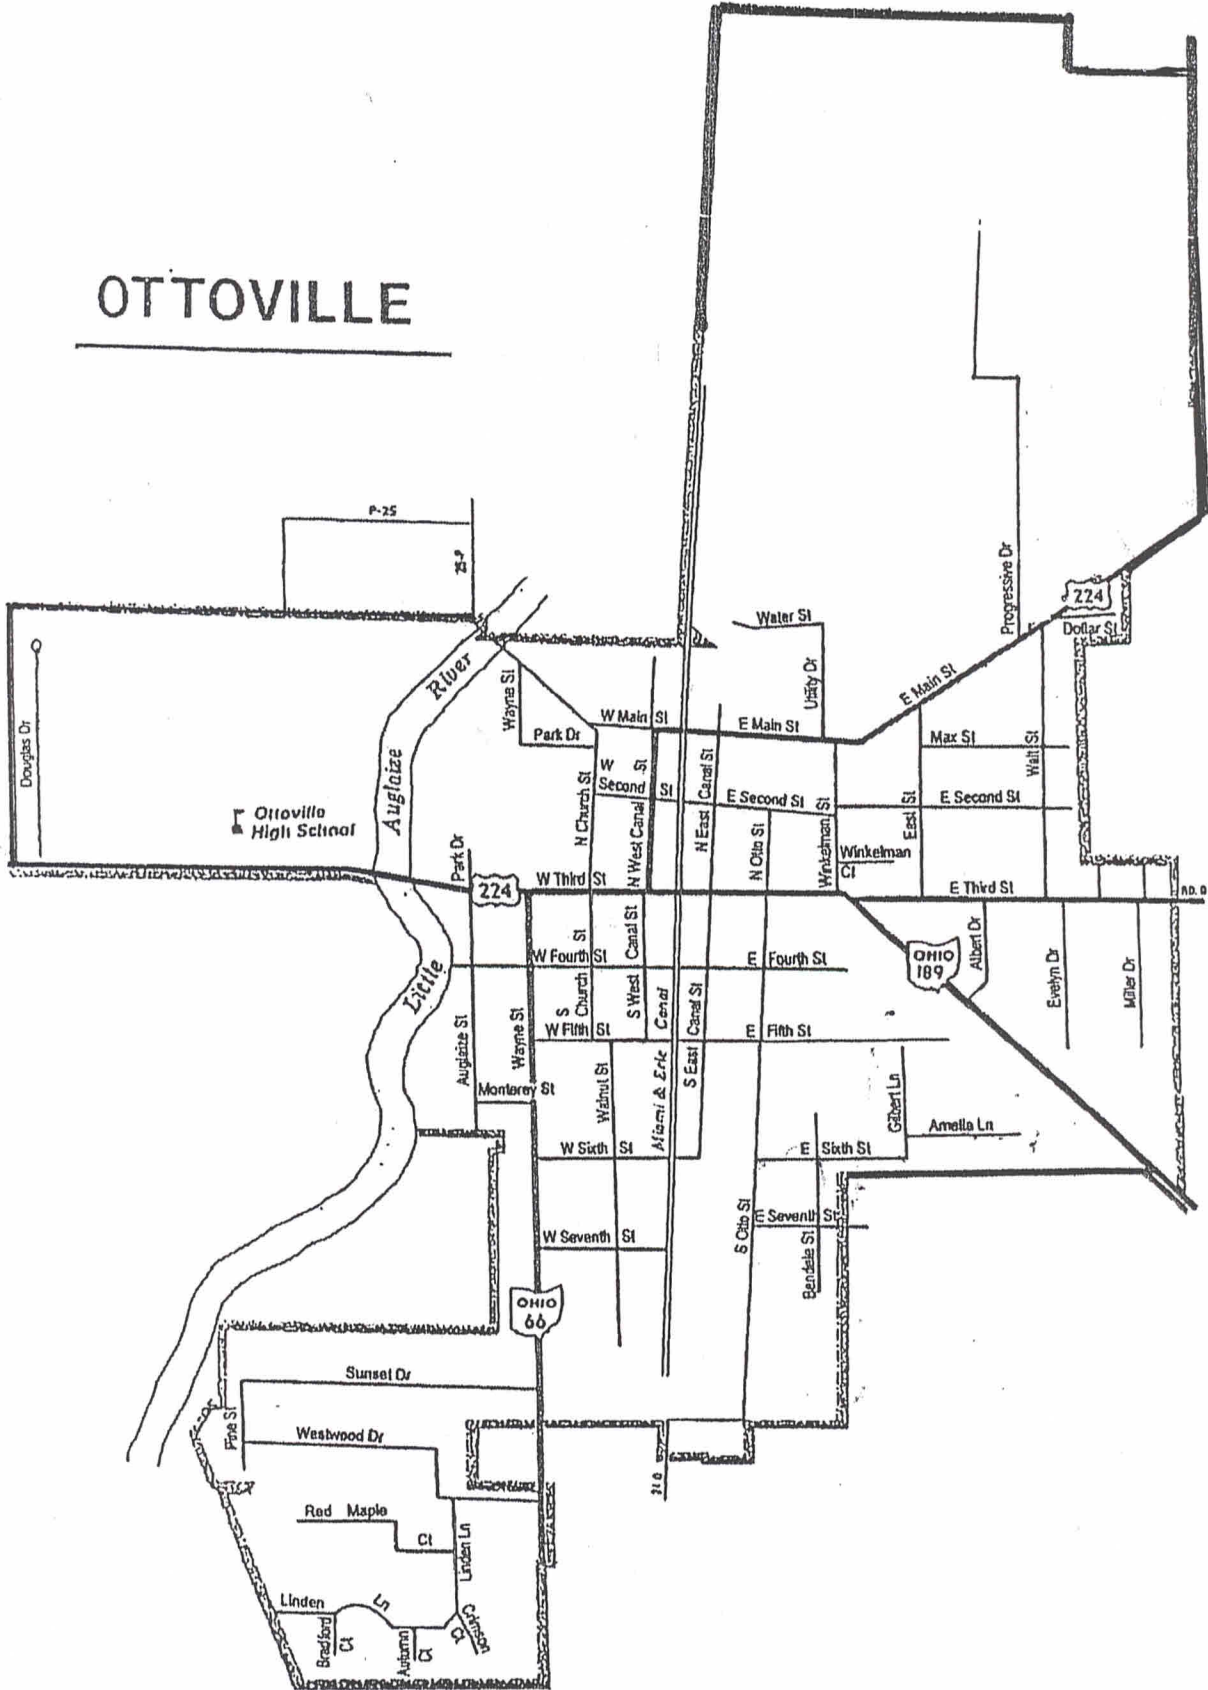 OTTOVILLE
P-25
25-P
Progressive Dr
224
Dollar St
Water St
River
Wayne St
Utility Dr
E Main St
W Main St
E Main St
Park Dr
Max St
Walt St
Douglas Dr
Auglaize
N Church St
W Second St
N West Canal St
N East Canal St
E Second St
Winkelman St
East St
E Second St
Ottoville
High School
Park Dr
N Otto St
Winkelman
Ct
224
W Third St
E Third St
RD. O
Little
W Fourth St
S West Canal St
E Fourth St
OHIO
189
Albert Dr
Evelyn Dr
Miller Dr
S Church St
Auglaize St
Wayne St
W Fifth St
Miami & Erie Canal
S East Canal St
E Fifth St
Monterey St
Walnut St
Gilbert Ln
Amelia Ln
W Sixth St
E Sixth St
S Otto St
E Seventh St
W Seventh St
Bendele St
OHIO
66
Sunset Dr
Pine St
Westwood Dr
Red Maple
Ct
Linden Ln
Linden Ln
Bradford
Ct
Autumn
Ct
Crimson
Ct